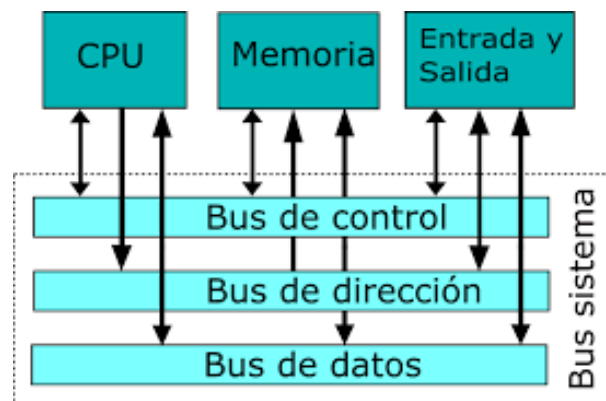 CPU
Memoria
Entrada y
Salida
Bus de control
Bus de dirección
Bus de datos
Bus sistema